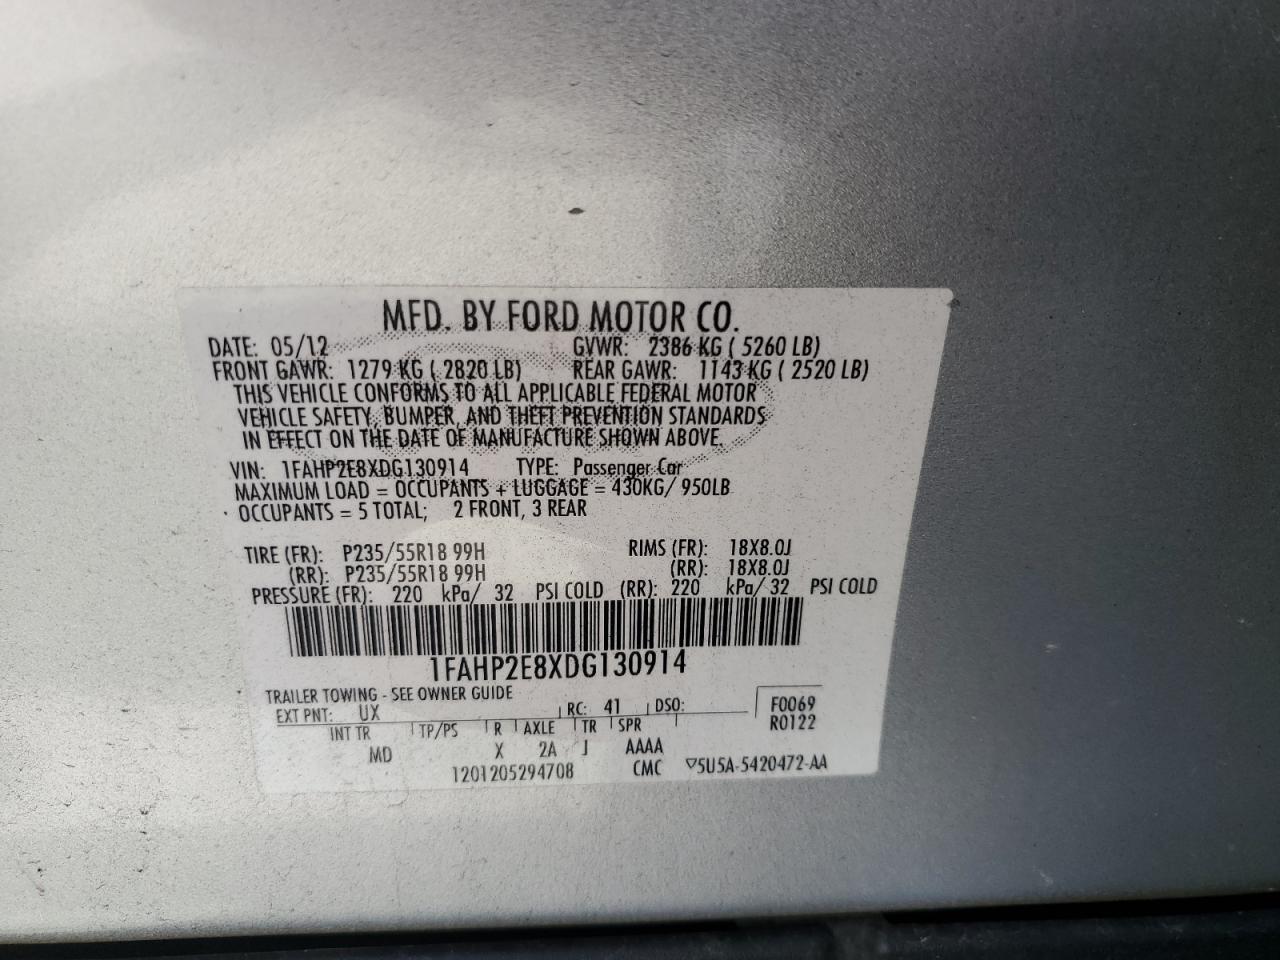 MFD. BY FORD MOTOR CO.
DATE: 05/12 GVWR: 2386 KG ( 5260 LB)
FRONT GAWR: 1279 KG ( 2820 LB) REAR GAWR: 1143 KG ( 2520 LB)
THIS VEHICLE CONFORMS TO ALL APPLICABLE FEDERAL MOTOR
VEHICLE SAFETY, BUMPER, AND THEFT PREVENTION STANDARDS
IN EFFECT ON THE DATE OF MANUFACTURE SHOWN ABOVE.
VIN: 1FAHP2E8XDG130914 TYPE: Passenger Car
MAXIMUM LOAD = OCCUPANTS + LUGGAGE = 430KG/ 950LB
OCCUPANTS = 5 TOTAL; 2 FRONT, 3 REAR
TIRE (FR): P235/55R18 99H RIMS (FR): 18X8.0J
(RR): P235/55R18 99H (RR): 18X8.0J
PRESSURE (FR): 220 kPa/ 32 PSI COLD (RR): 220 kPa/ 32 PSI COLD
1FAHP2E8XDG130914
TRAILER TOWING - SEE OWNER GUIDE
EXT PNT: UX RC: 41 DSO: F0069
INT TR TP/PS R AXLE TR SPR R0122
MD X 2A J AAAA
1201205294708 CMC ▽5U5A-5420472-AA